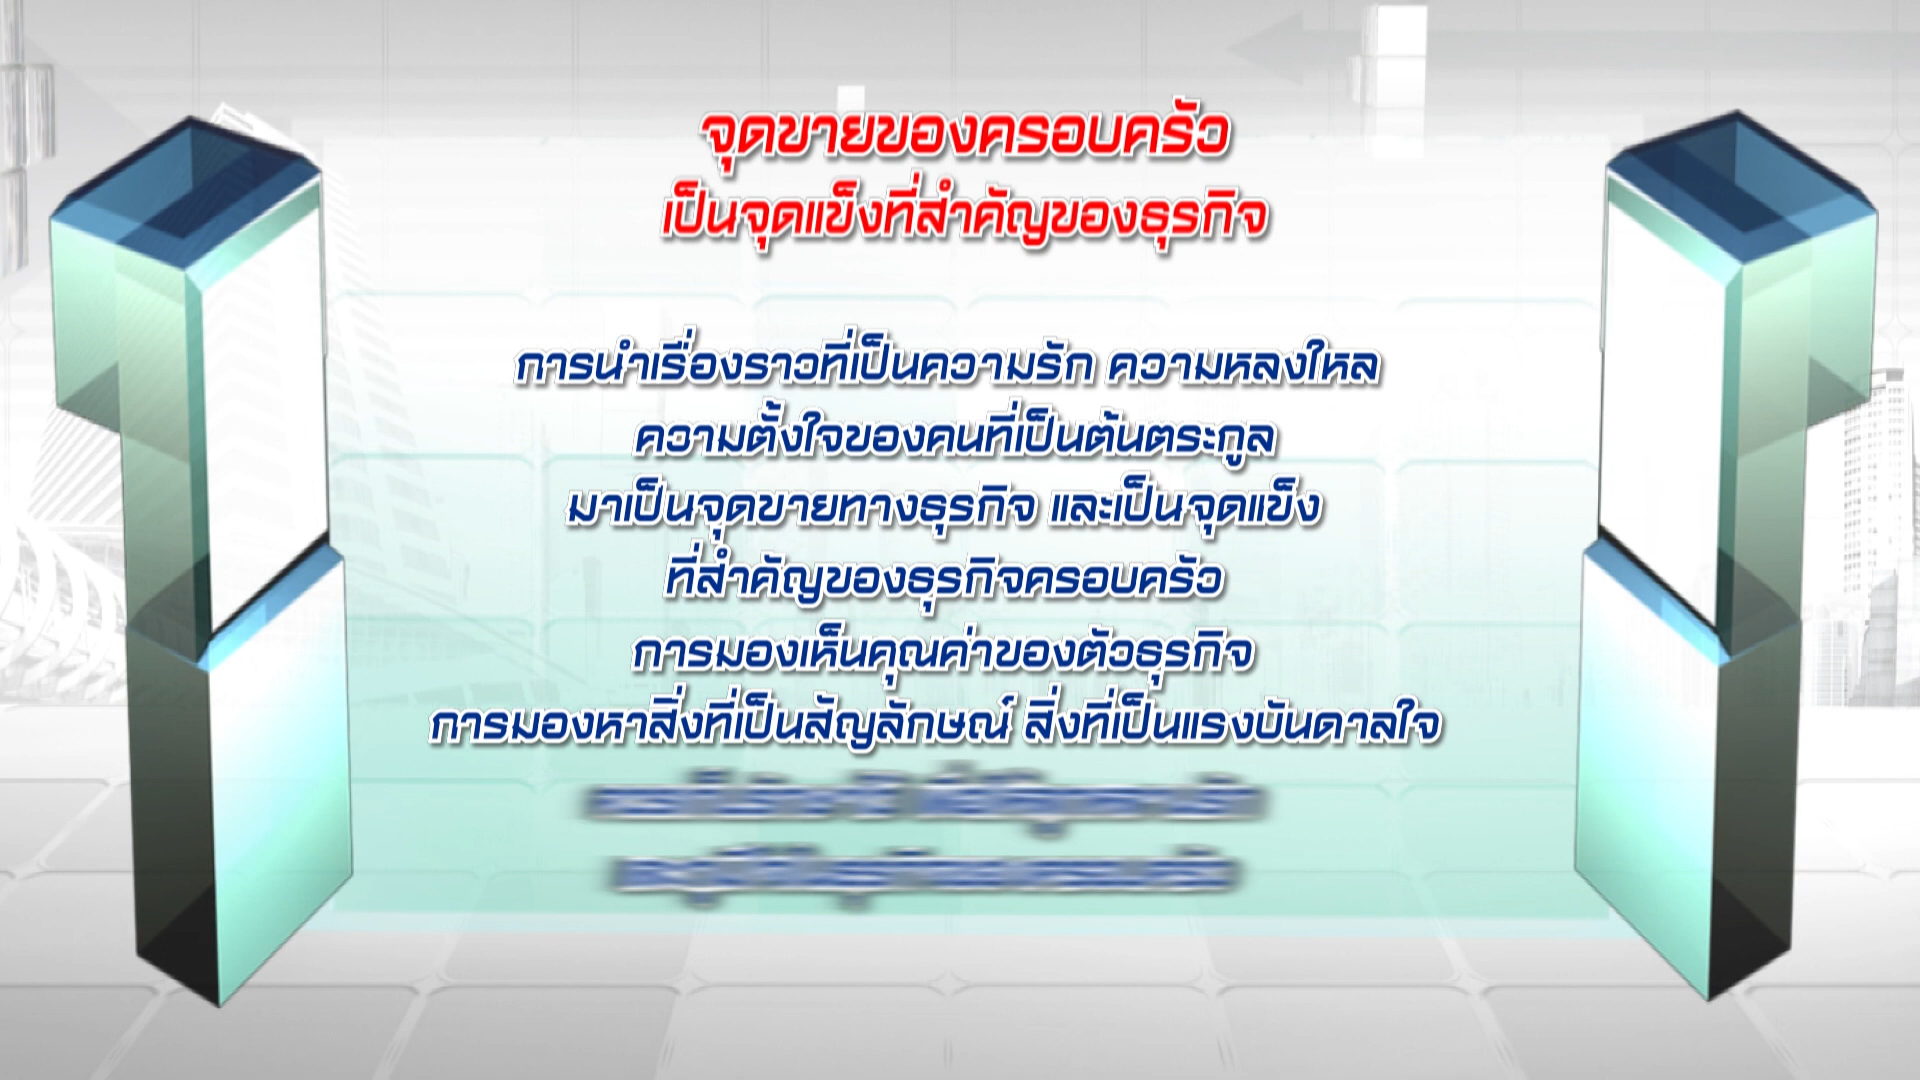 จุดขายของครอบครัว
เป็นจุดแข็งที่สำคัญของธุรกิจ
การนำเรื่องราวที่เป็นความรัก ความหลงใหล
ความตั้งใจของคนที่เป็นต้นตระกูล
มาเป็นจุดขายทางธุรกิจ และเป็นจุดแข็ง
ที่สำคัญของธุรกิจครอบครัว
การมองเห็นคุณค่าของตัวธุรกิจ
การมองหาสิ่งที่เป็นสัญลักษณ์ สิ่งที่เป็นแรงบันดาลใจ